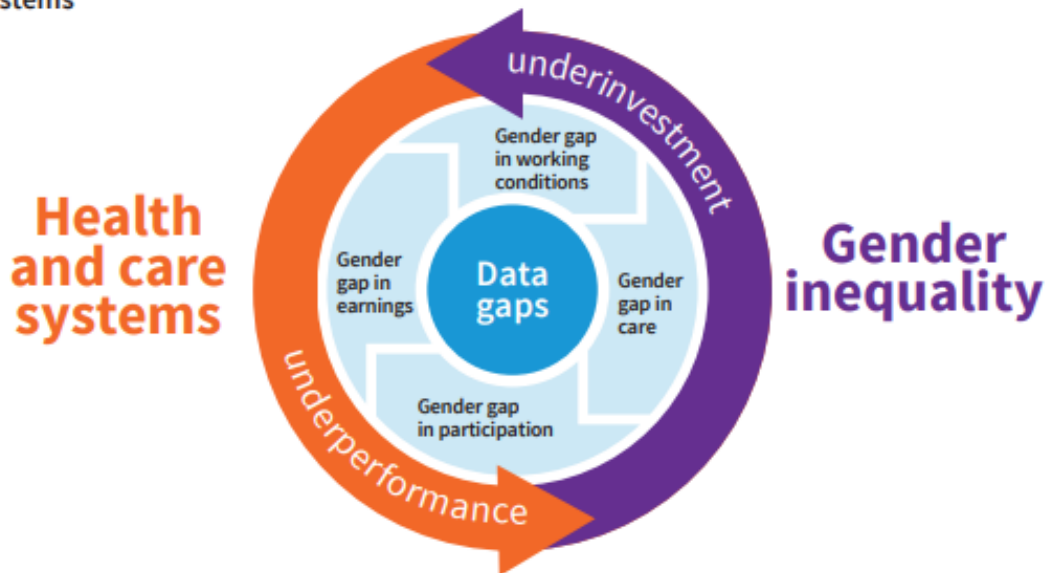 underinvestment
Gender gap
in working
conditions
Health
and care
systems
Gender
gap in
earnings
Data
gaps
Gender
gap in
care
Gender
inequality
Gender gap
in participation
underperformance